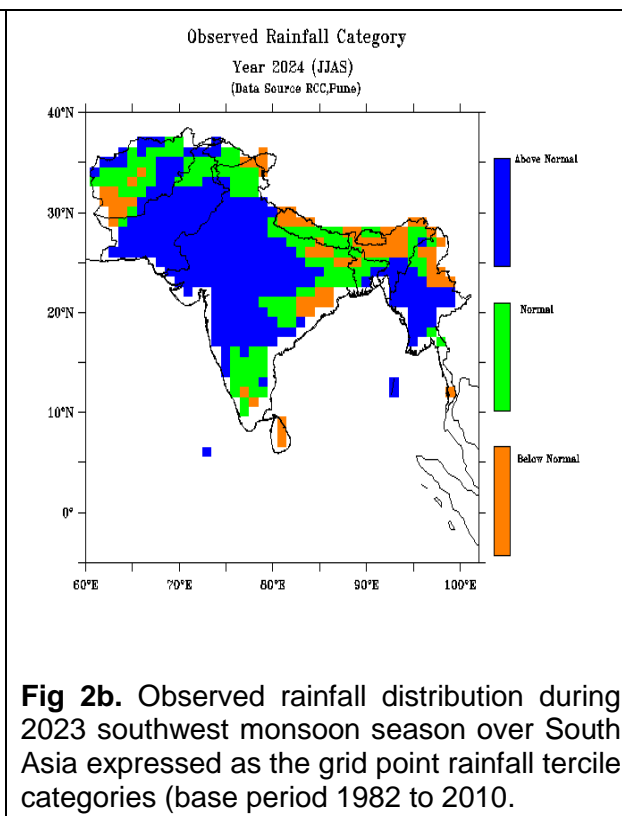 Observed Rainfall Category
Year 2024 (JJAS)
(Data Source RCC,Pune)
40°N
30°N
20°N
10°N
0°
60°E 70°E 80°E 90°E 100°E
Above Normal
Normal
Below Normal
Fig 2b. Observed rainfall distribution during
2023 southwest monsoon season over South
Asia expressed as the grid point rainfall tercile
categories (base period 1982 to 2010.